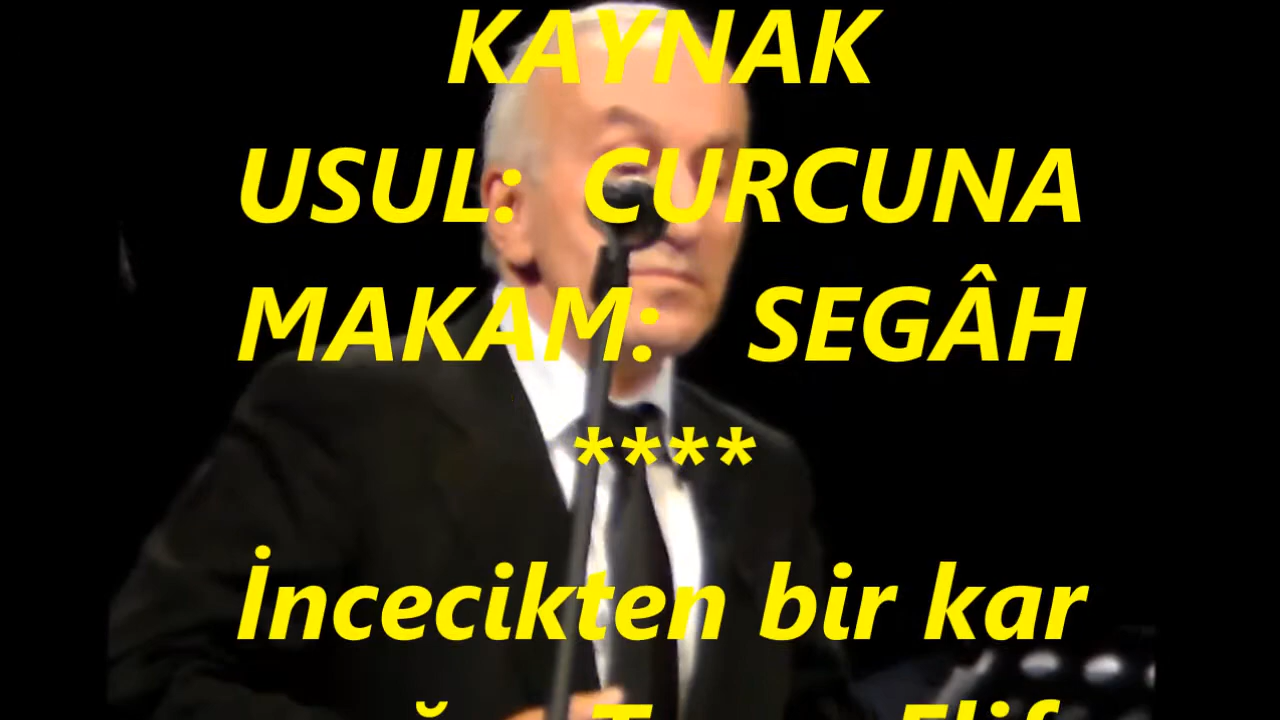 KAYNAK
USUL: CURCUNA
MAKAM: SEGÂH
****
İncecikten bir kar